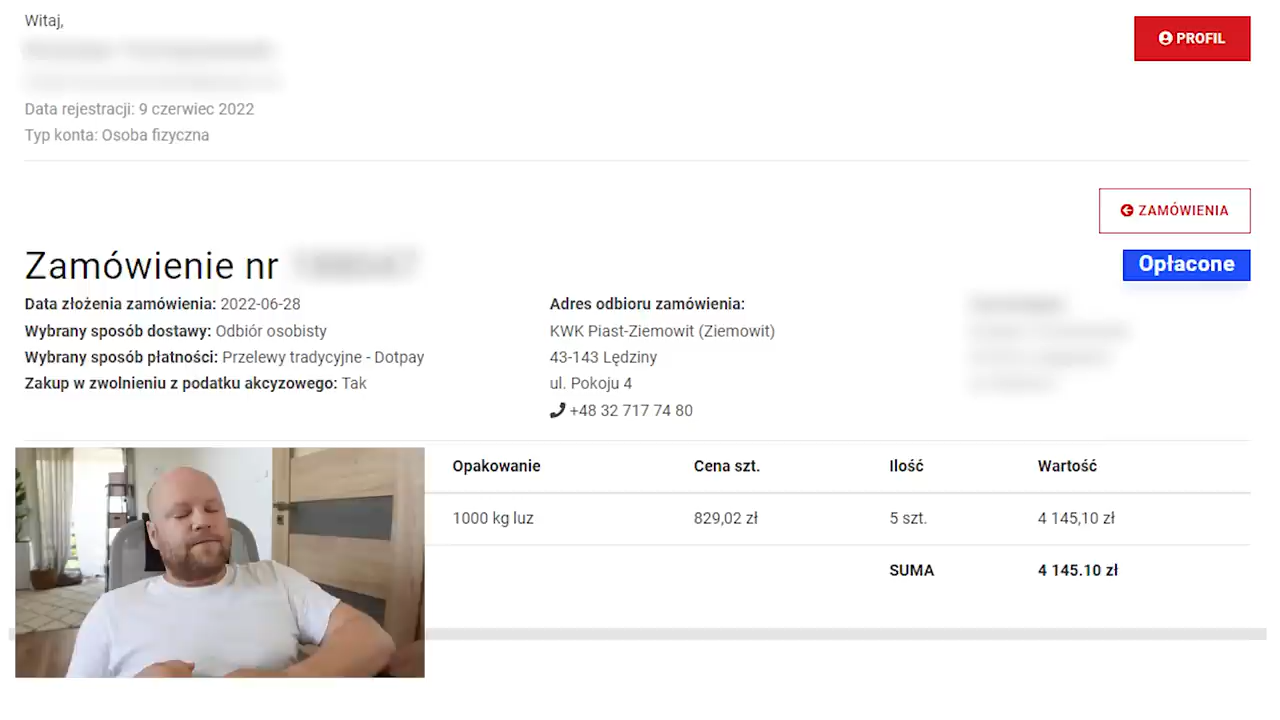 Witaj,
PROFIL
Data rejestracji: 9 czerwiec 2022
Typ konta: Osoba fizyczna
ZAMÓWIENIA
Zamówienie nr
Opłacone
Data złożenia zamówienia: 2022-06-28
Wybrany sposób dostawy: Odbiór osobisty
Wybrany sposób płatności: Przelewy tradycyjne - Dotpay
Zakup w zwolnieniu z podatku akcyzowego: Tak
Adres odbioru zamówienia:
KWK Piast-Ziemowit (Ziemowit)
43-143 Lędziny
ul. Pokoju 4
+48 32 717 74 80
Opakowanie Cena szt. Ilość Wartość
1000 kg luz 829,02 zł 5 szt. 4 145,10 zł
SUMA 4 145.10 zł